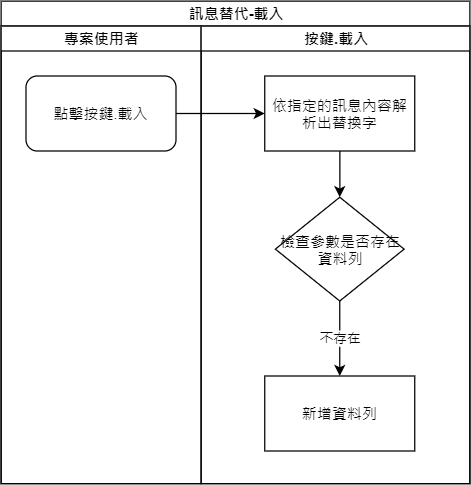 訊息替代-載入
專案使用者
按鍵.載入
點擊按鍵.載入
依指定的訊息內容解
析出替換字
檢查參數是否存在
資料列
不存在
新增資料列